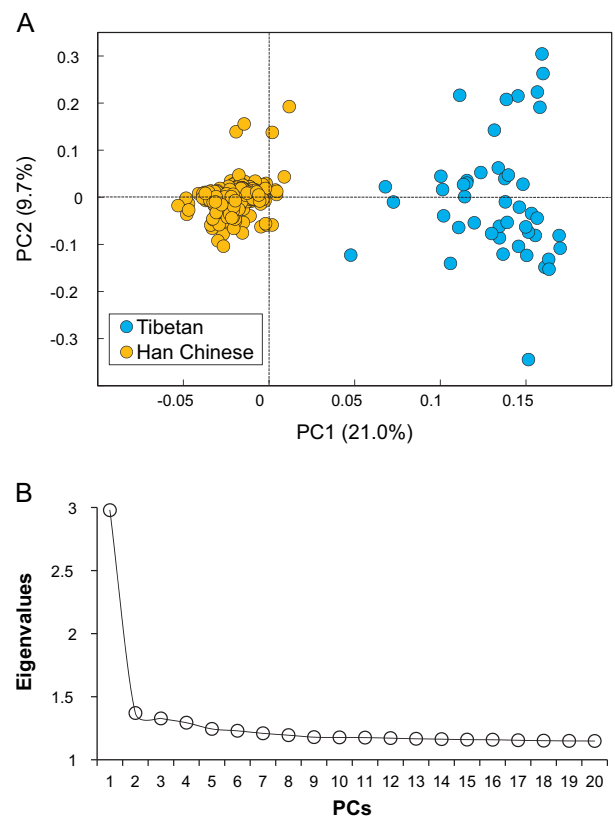 A
0.3
0.2
0.1
0
-0.1
-0.2
-0.3
PC2 (9.7%)
Tibetan
Han Chinese
-0.05 0 0.05 0.1 0.15
PC1 (21.0%)
B
3
2.5
2
1.5
1
Eigenvalues
1 2 3 4 5 6 7 8 9 10 11 12 13 14 15 16 17 18 19 20
PCs